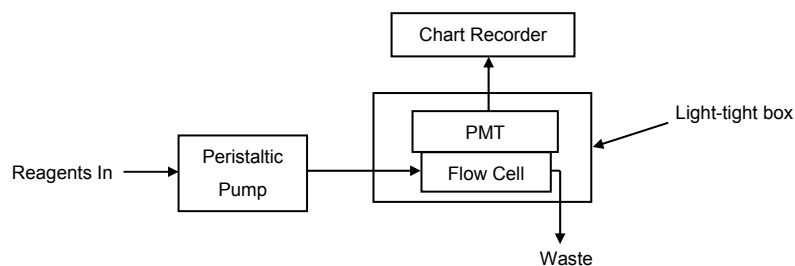 Chart Recorder
Light-tight box
PMT
Peristaltic
Pump
Reagents In
Flow Cell
Waste